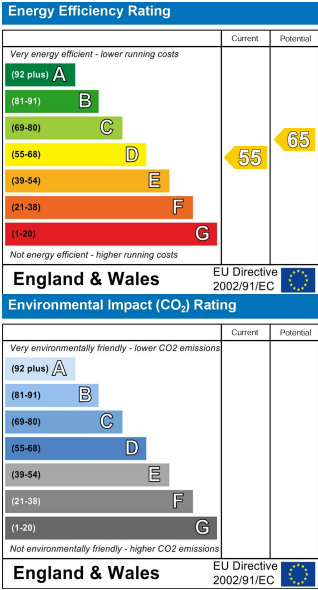 Energy Efficiency Rating
Current Potential
Very energy efficient - lower running costs
(92 plus) A
(81-91) B
(69-80) C
(55-68) D
(39-54) E
(21-38) F
(1-20) G
55
65
Not energy efficient - higher running costs
England & Wales
EU Directive
2002/91/EC
Environmental Impact (CO₂) Rating
Current Potential
Very environmentally friendly - lower CO2 emissions
(92 plus) A
(81-91) B
(69-80) C
(55-68) D
(39-54) E
(21-38) F
(1-20) G
Not environmentally friendly - higher CO2 emissions
England & Wales
EU Directive
2002/91/EC